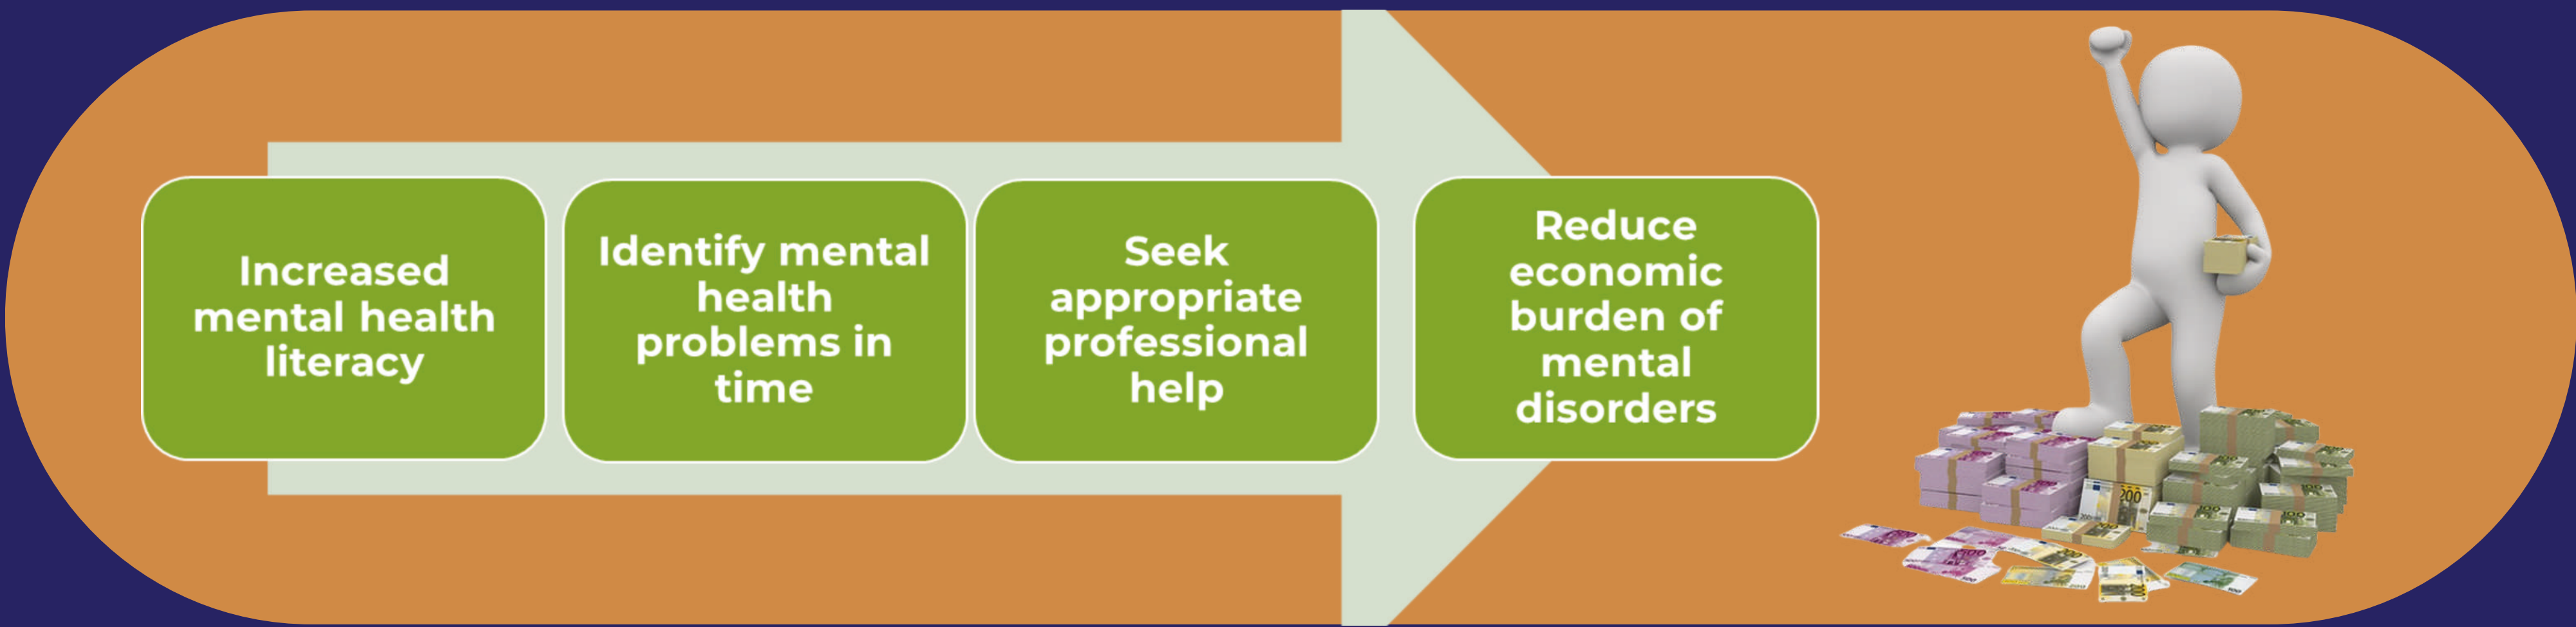 Increased
mental health
literacy
Identify mental
health
problems in
time
Seek
appropriate
professional
help
Reduce
economic
burden of
mental
disorders
200